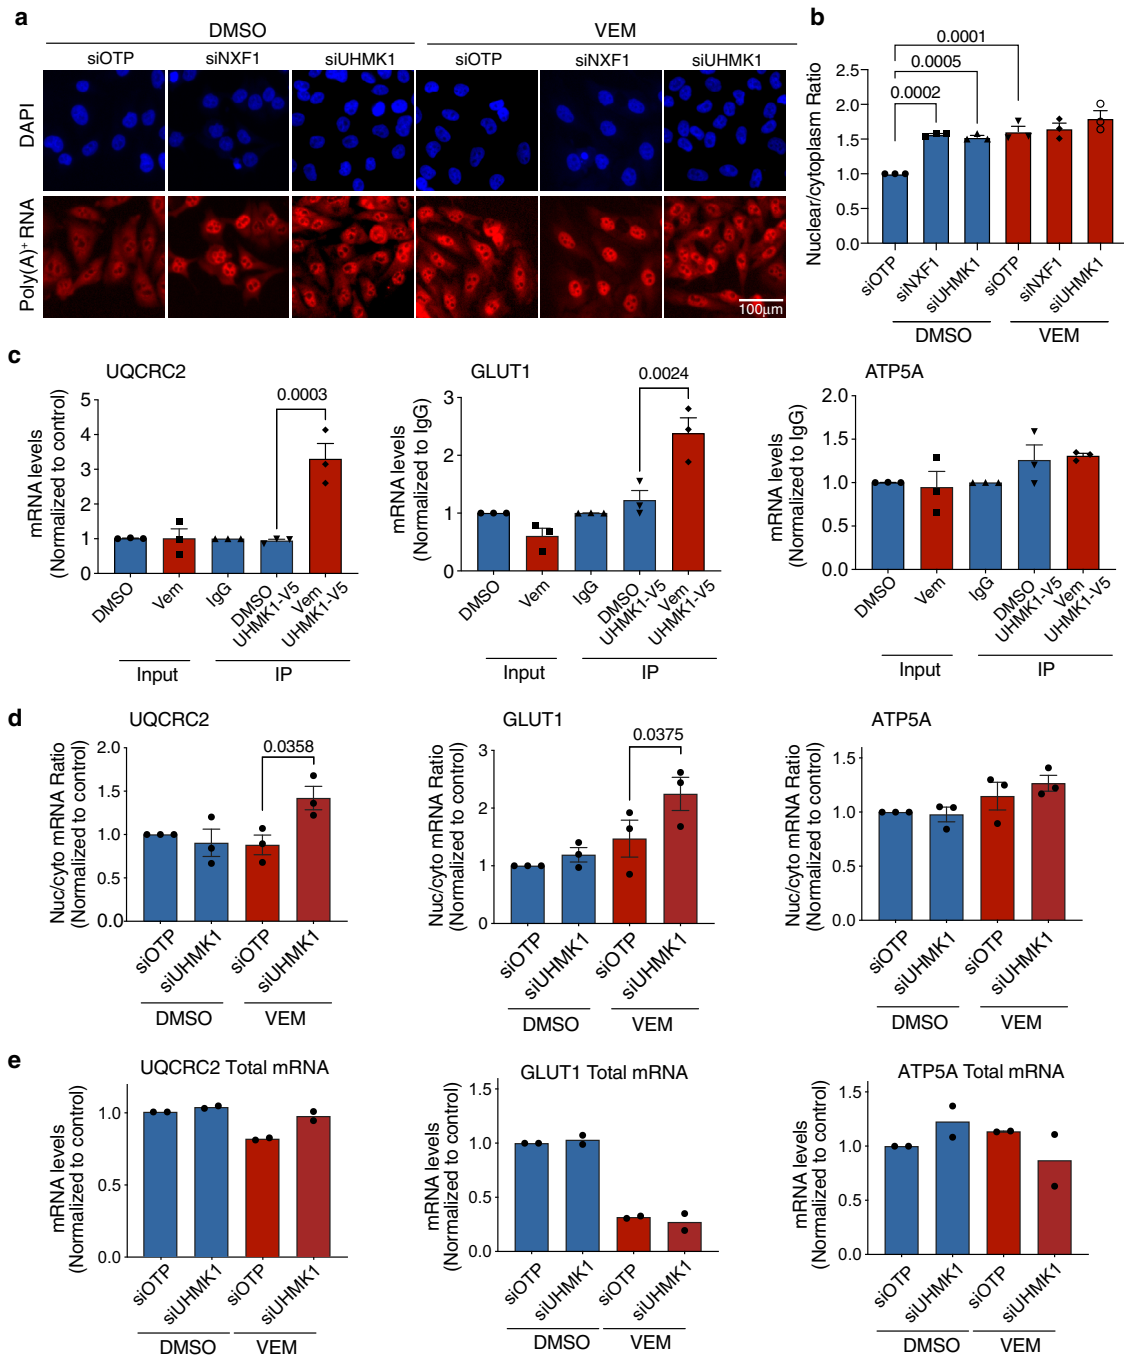 a
DMSO VEM
siOTP siNXF1 siUHMK1 siOTP siNXF1 siUHMK1
DAPI
Poly(A)+ RNA
100μm
b
0.0001
0.0005
0.0002
Nuclear/cytoplasm Ratio
2.5
2.0
1.5
1.0
0.5
0.0
siOTP siNXF1 siUHMK1 siOTP siNXF1 siUHMK1
DMSO VEM
c
UQCRC2
0.0003
mRNA levels
(Normalized to control)
5
4
3
2
1
0
DMSO Vem IgG DMSO UHMK1-V5 Vem UHMK1-V5
Input IP
GLUT1
0.0024
mRNA levels
(Normalized to IgG)
3
2
1
0
DMSO Vem IgG DMSO UHMK1-V5 Vem UHMK1-V5
Input IP
ATP5A
mRNA levels
(Normalized to IgG)
2.0
1.5
1.0
0.5
0.0
DMSO Vem IgG DMSO UHMK1-V5 Vem UHMK1-V5
Input IP
d
UQCRC2
0.0358
Nuc/cyto mRNA Ratio
(Normalized to control)
2.0
1.5
1.0
0.5
0.0
siOTP siUHMK1 siOTP siUHMK1
DMSO VEM
GLUT1
0.0375
Nuc/cyto mRNA Ratio
(Normalized to control)
3
2
1
0
siOTP siUHMK1 siOTP siUHMK1
DMSO VEM
ATP5A
Nuc/cyto mRNA Ratio
(Normalized to control)
1.5
1.0
0.5
0.0
siOTP siUHMK1 siOTP siUHMK1
DMSO VEM
e
UQCRC2 Total mRNA
mRNA levels
(Normalized to control)
1.0
0.5
0.0
siOTP siUHMK1 siOTP siUHMK1
DMSO VEM
GLUT1 Total mRNA
mRNA levels
(Normalized to control)
1.5
1.0
0.5
0.0
siOTP siUHMK1 siOTP siUHMK1
DMSO VEM
ATP5A Total mRNA
mRNA levels
(Normalized to control)
1.5
1.0
0.5
0.0
siOTP siUHMK1 siOTP siUHMK1
DMSO VEM